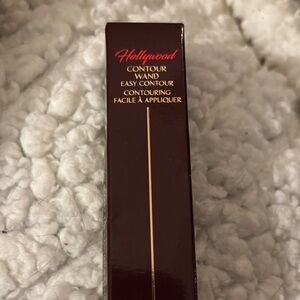 Hollywood
CONTOUR
WAND
EASY CONTOUR
CONTOURING
FACILE À APPLIQUER